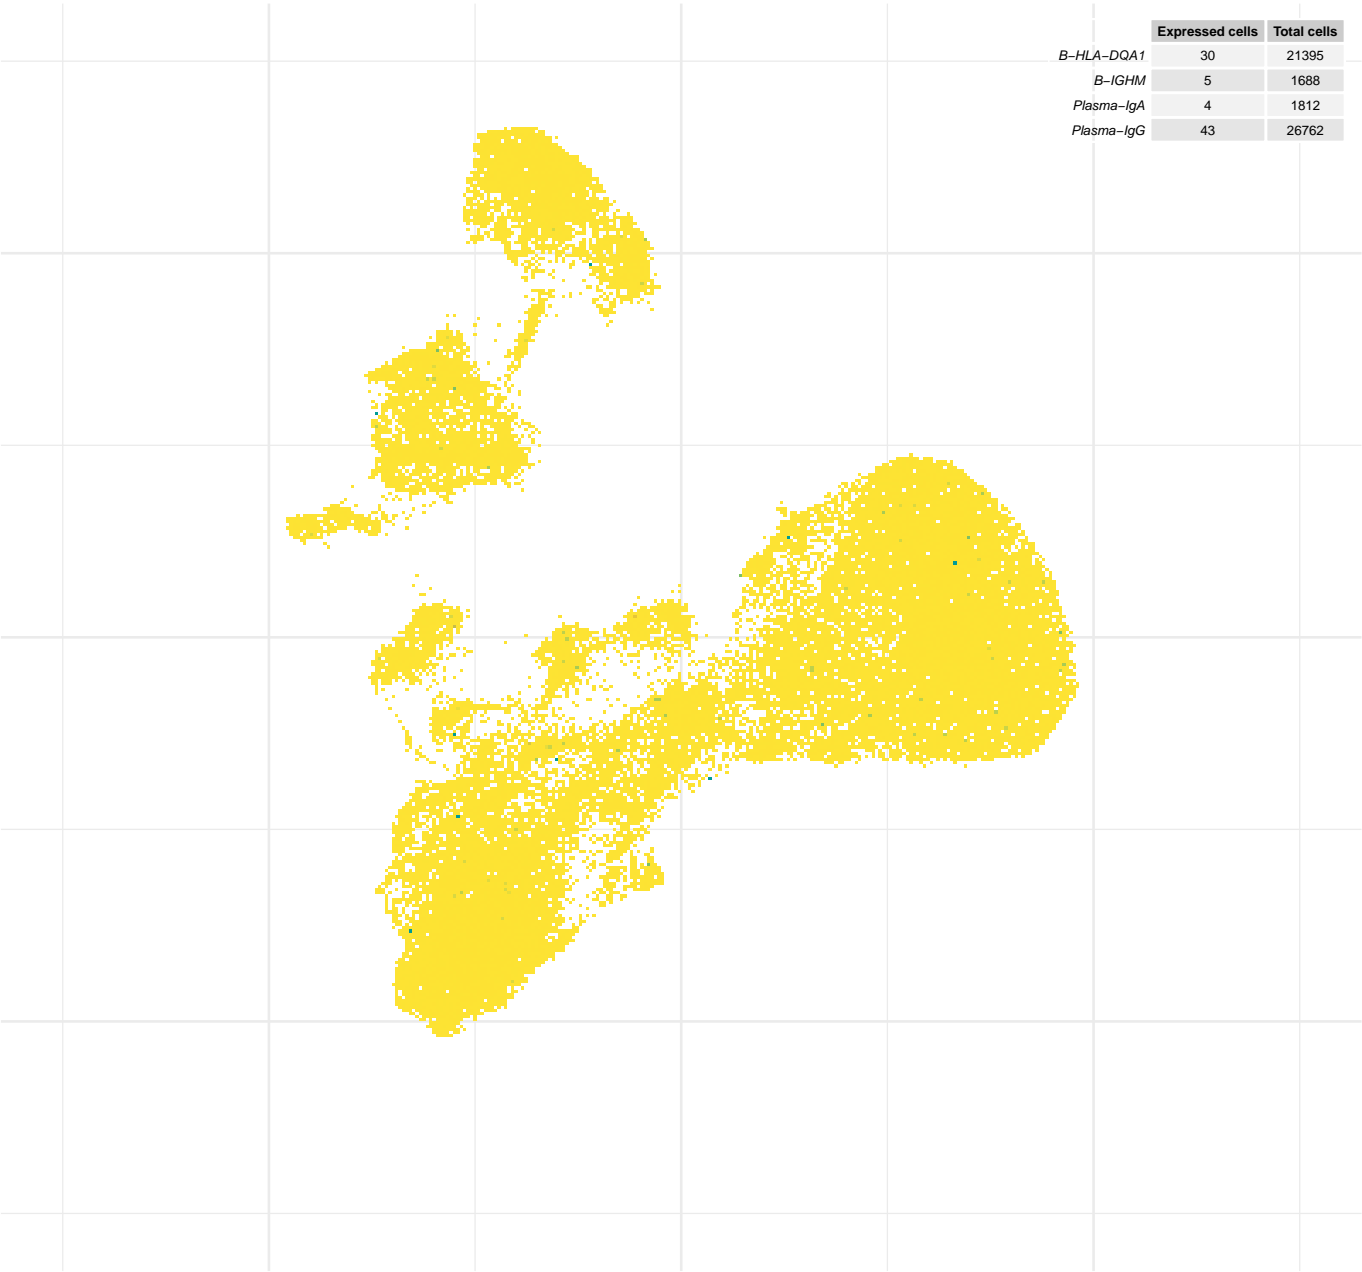 Expressed cells Total cells
B−HLA−DQA1 30 21395
B−IGHM 5 1688
Plasma−IgA 4 1812
Plasma−IgG 43 26762